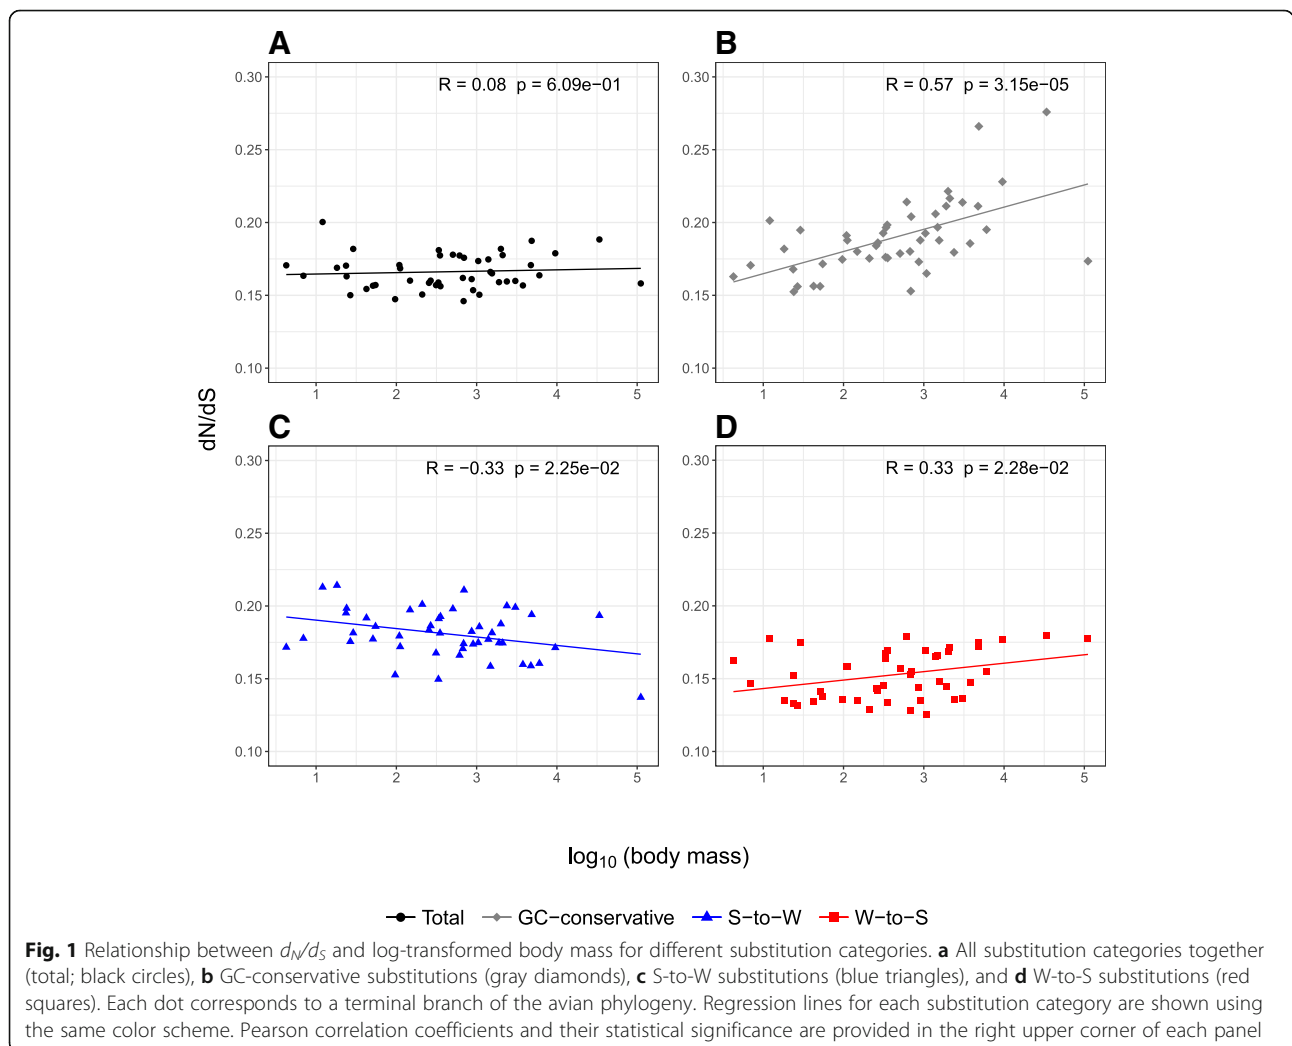 A
B
R = 0.08 p = 6.09e−01
R = 0.57 p = 3.15e−05
0.30
0.25
0.20
0.15
0.10
1 2 3 4 5
0.30
0.25
0.20
0.15
0.10
1 2 3 4 5
dN/dS
C
D
R = −0.33 p = 2.25e−02
R = 0.33 p = 2.28e−02
0.30
0.25
0.20
0.15
0.10
1 2 3 4 5
0.30
0.25
0.20
0.15
0.10
1 2 3 4 5
log₁₀ (body mass)
Total GC−conservative S−to−W W−to−S
Fig. 1 Relationship between dN/dS and log-transformed body mass for different substitution categories. a All substitution categories together
(total; black circles), b GC-conservative substitutions (gray diamonds), c S-to-W substitutions (blue triangles), and d W-to-S substitutions (red
squares). Each dot corresponds to a terminal branch of the avian phylogeny. Regression lines for each substitution category are shown using
the same color scheme. Pearson correlation coefficients and their statistical significance are provided in the right upper corner of each panel